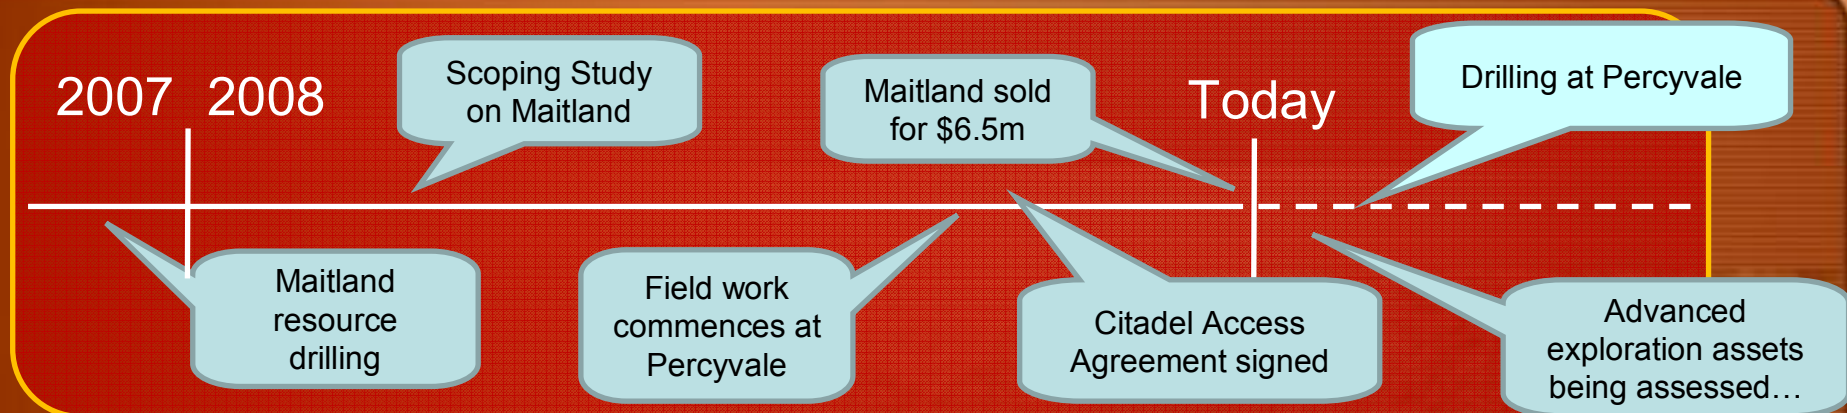 2007 2008
Scoping Study
on Maitland
Maitland sold
for $6.5m
Today
Drilling at Percyvale
Maitland
resource
drilling
Field work
commences at
Percyvale
Citadel Access
Agreement signed
Advanced
exploration assets
being assessed…